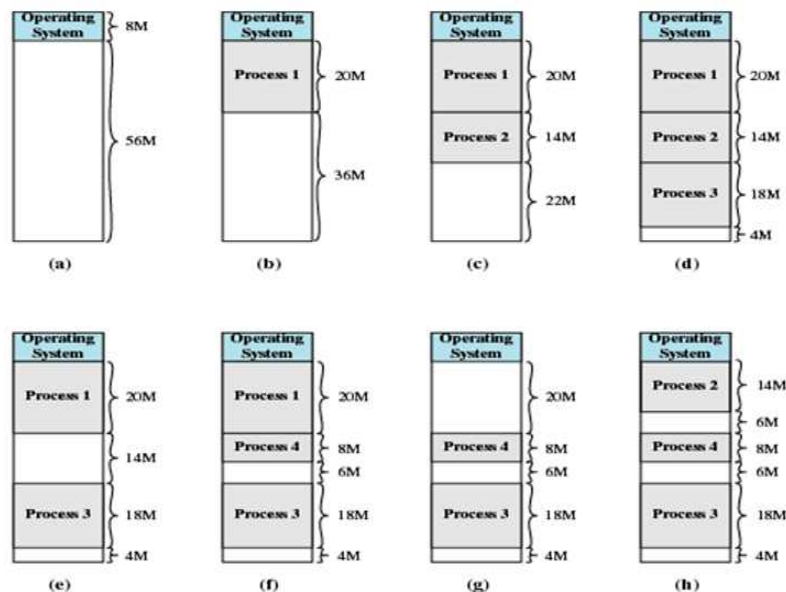 Operating
System
8M
56M
(a)
Operating
System
Process 1
20M
36M
(b)
Operating
System
Process 1
20M
Process 2
14M
22M
(c)
Operating
System
Process 1
20M
Process 2
14M
Process 3
18M
4M
(d)
Operating
System
Process 1
20M
14M
Process 3
18M
4M
(e)
Operating
System
Process 1
20M
Process 4
8M
6M
Process 3
18M
4M
(f)
Operating
System
20M
Process 4
8M
6M
Process 3
18M
4M
(g)
Operating
System
Process 2
14M
6M
Process 4
8M
6M
Process 3
18M
4M
(h)